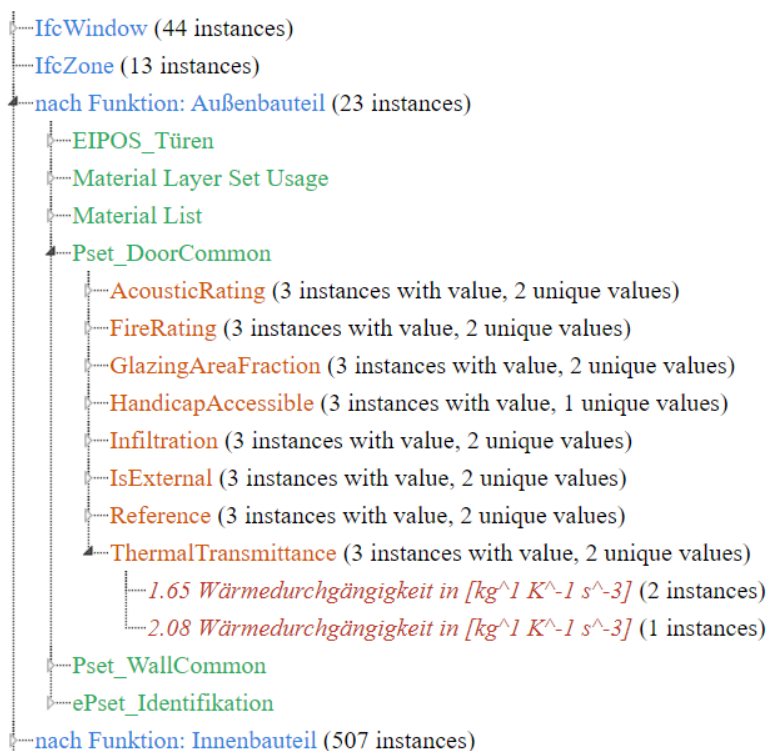 IfcWindow (44 instances)
IfcZone (13 instances)
nach Funktion: Außenbauteil (23 instances)
EIPOS_Türen
Material Layer Set Usage
Material List
Pset_DoorCommon
AcousticRating (3 instances with value, 2 unique values)
FireRating (3 instances with value, 2 unique values)
GlazingAreaFraction (3 instances with value, 2 unique values)
HandicapAccessible (3 instances with value, 1 unique values)
Infiltration (3 instances with value, 2 unique values)
IsExternal (3 instances with value, 2 unique values)
Reference (3 instances with value, 2 unique values)
ThermalTransmittance (3 instances with value, 2 unique values)
1.65 Wärmedurchgängigkeit in [kg^1 K^-1 s^-3] (2 instances)
2.08 Wärmedurchgängigkeit in [kg^1 K^-1 s^-3] (1 instances)
Pset_WallCommon
ePset_Identifikation
nach Funktion: Innenbauteil (507 instances)